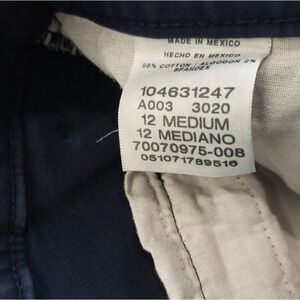 MADE IN MEXICO
HECHO EN MEXICO
98% COTTON / ALGODON 2%
SPANDEX
104631247
A003 3020
12 MEDIUM
12 MEDIANO
70070975-008
051071789516